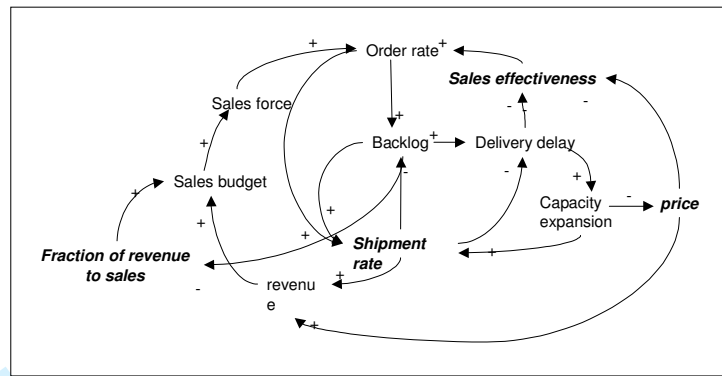 +
+
Order rate
+
Sales effectiveness
Sales force
-
-
-
+
+
Backlog
+
-
Delivery delay
+
Sales budget
+
+
-
+
Capacity
expansion
-
price
+
+
Shipment
rate
+
Fraction of revenue
to sales
-
revenu
e
+
+